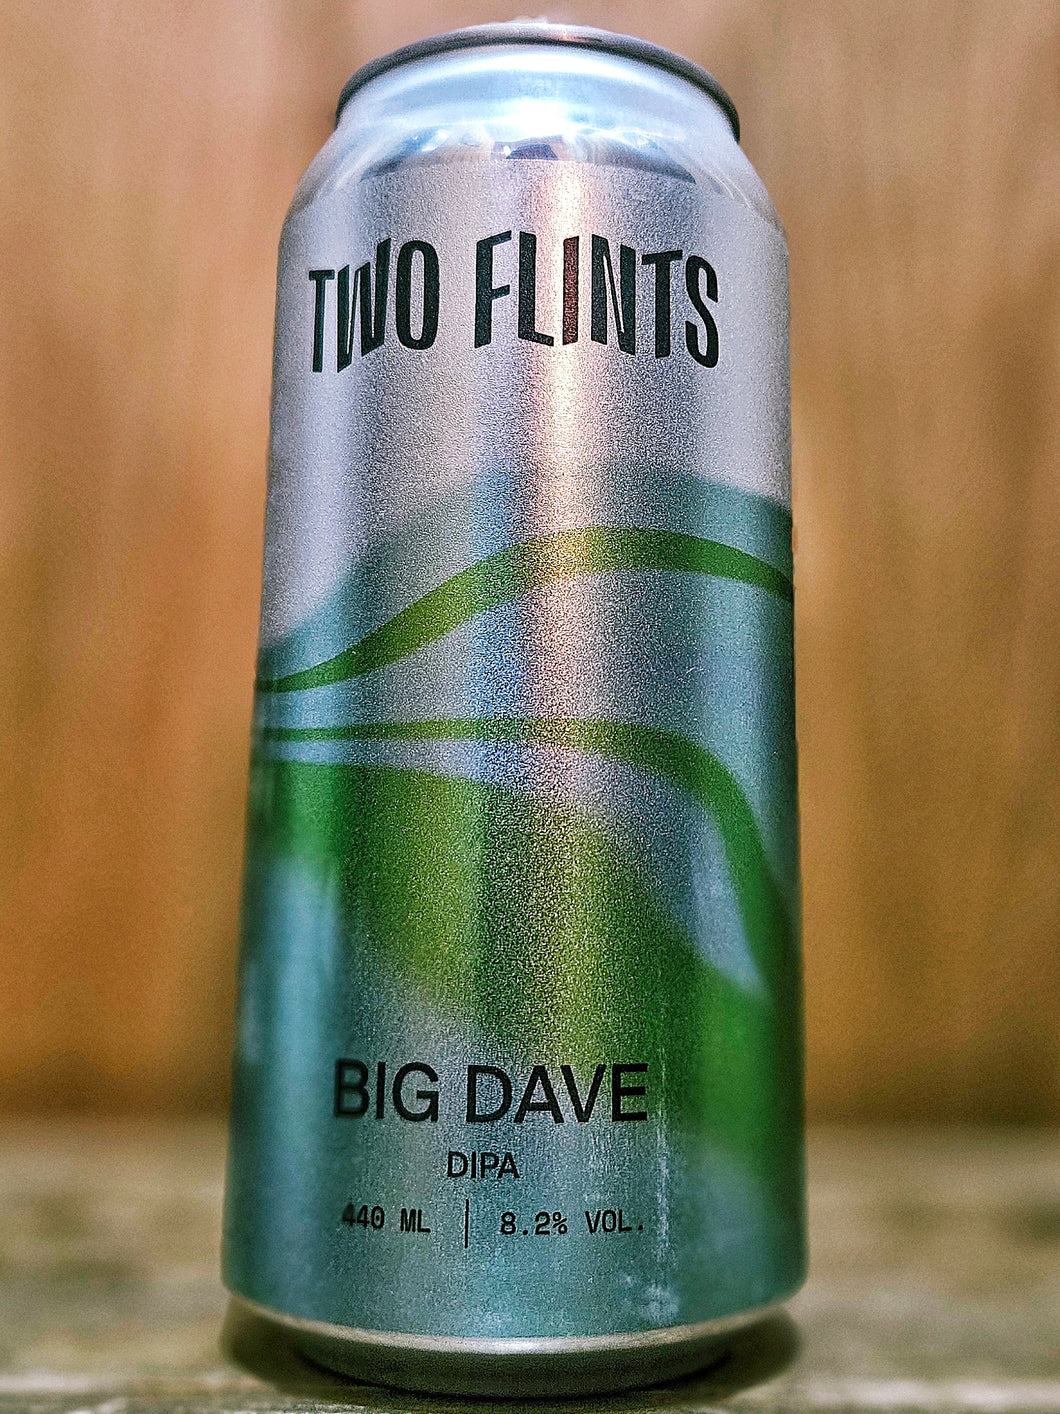 TWO FLINTS
BIG DAVE
DIPA
440 ML | 8.2% VOL.